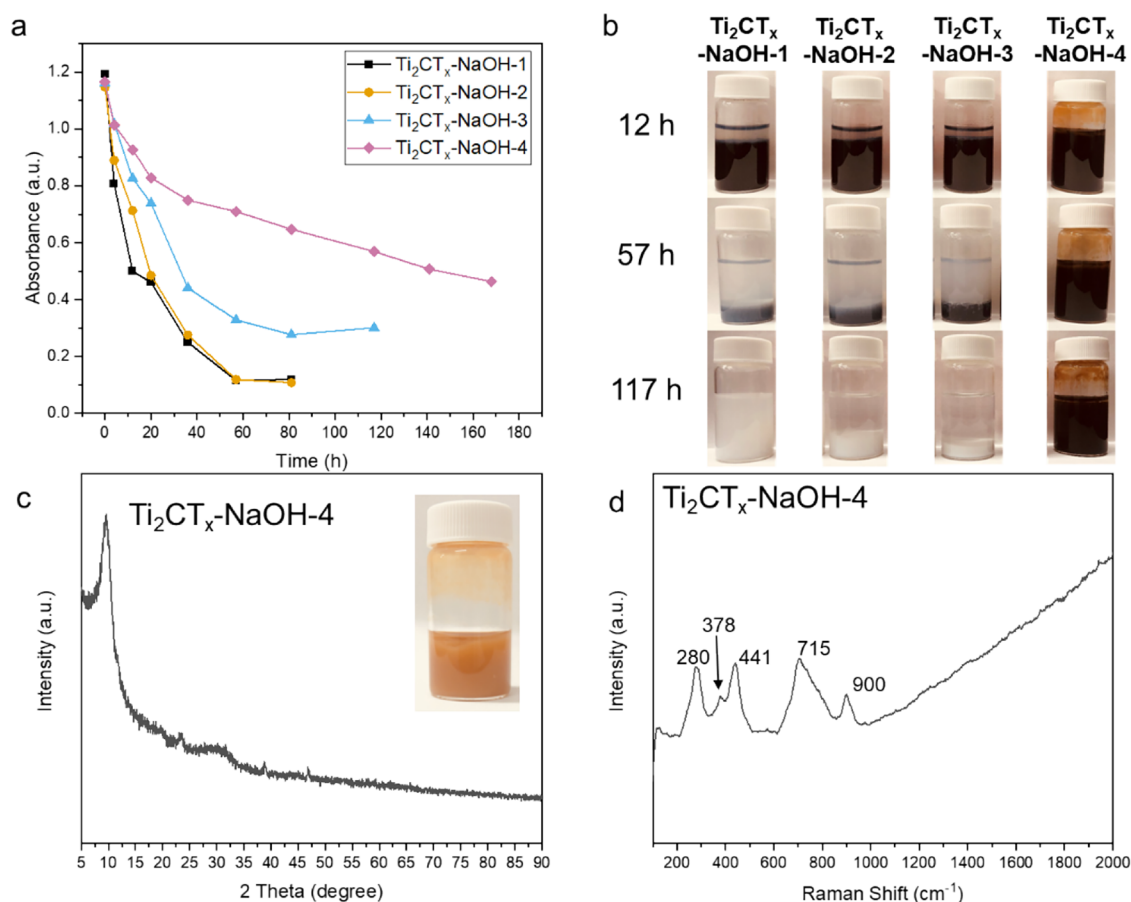 a
Absorbance (a.u.)
1.2
1.0
0.8
0.6
0.4
0.2
0.0
0 20 40 60 80 100 120 140 160 180
Time (h)
Ti₂CTₓ-NaOH-1
Ti₂CTₓ-NaOH-2
Ti₂CTₓ-NaOH-3
Ti₂CTₓ-NaOH-4
b
Ti₂CTₓ Ti₂CTₓ Ti₂CTₓ Ti₂CTₓ
-NaOH-1 -NaOH-2 -NaOH-3 -NaOH-4
12 h
57 h
117 h
c
Ti₂CTₓ-NaOH-4
Intensity (a.u.)
5 10 15 20 25 30 35 40 45 50 55 60 65 70 75 80 85 90
2 Theta (degree)
d
Ti₂CTₓ-NaOH-4
Intensity (a.u.)
280
378
441
715
900
200 400 600 800 1000 1200 1400 1600 1800 2000
Raman Shift (cm⁻¹)